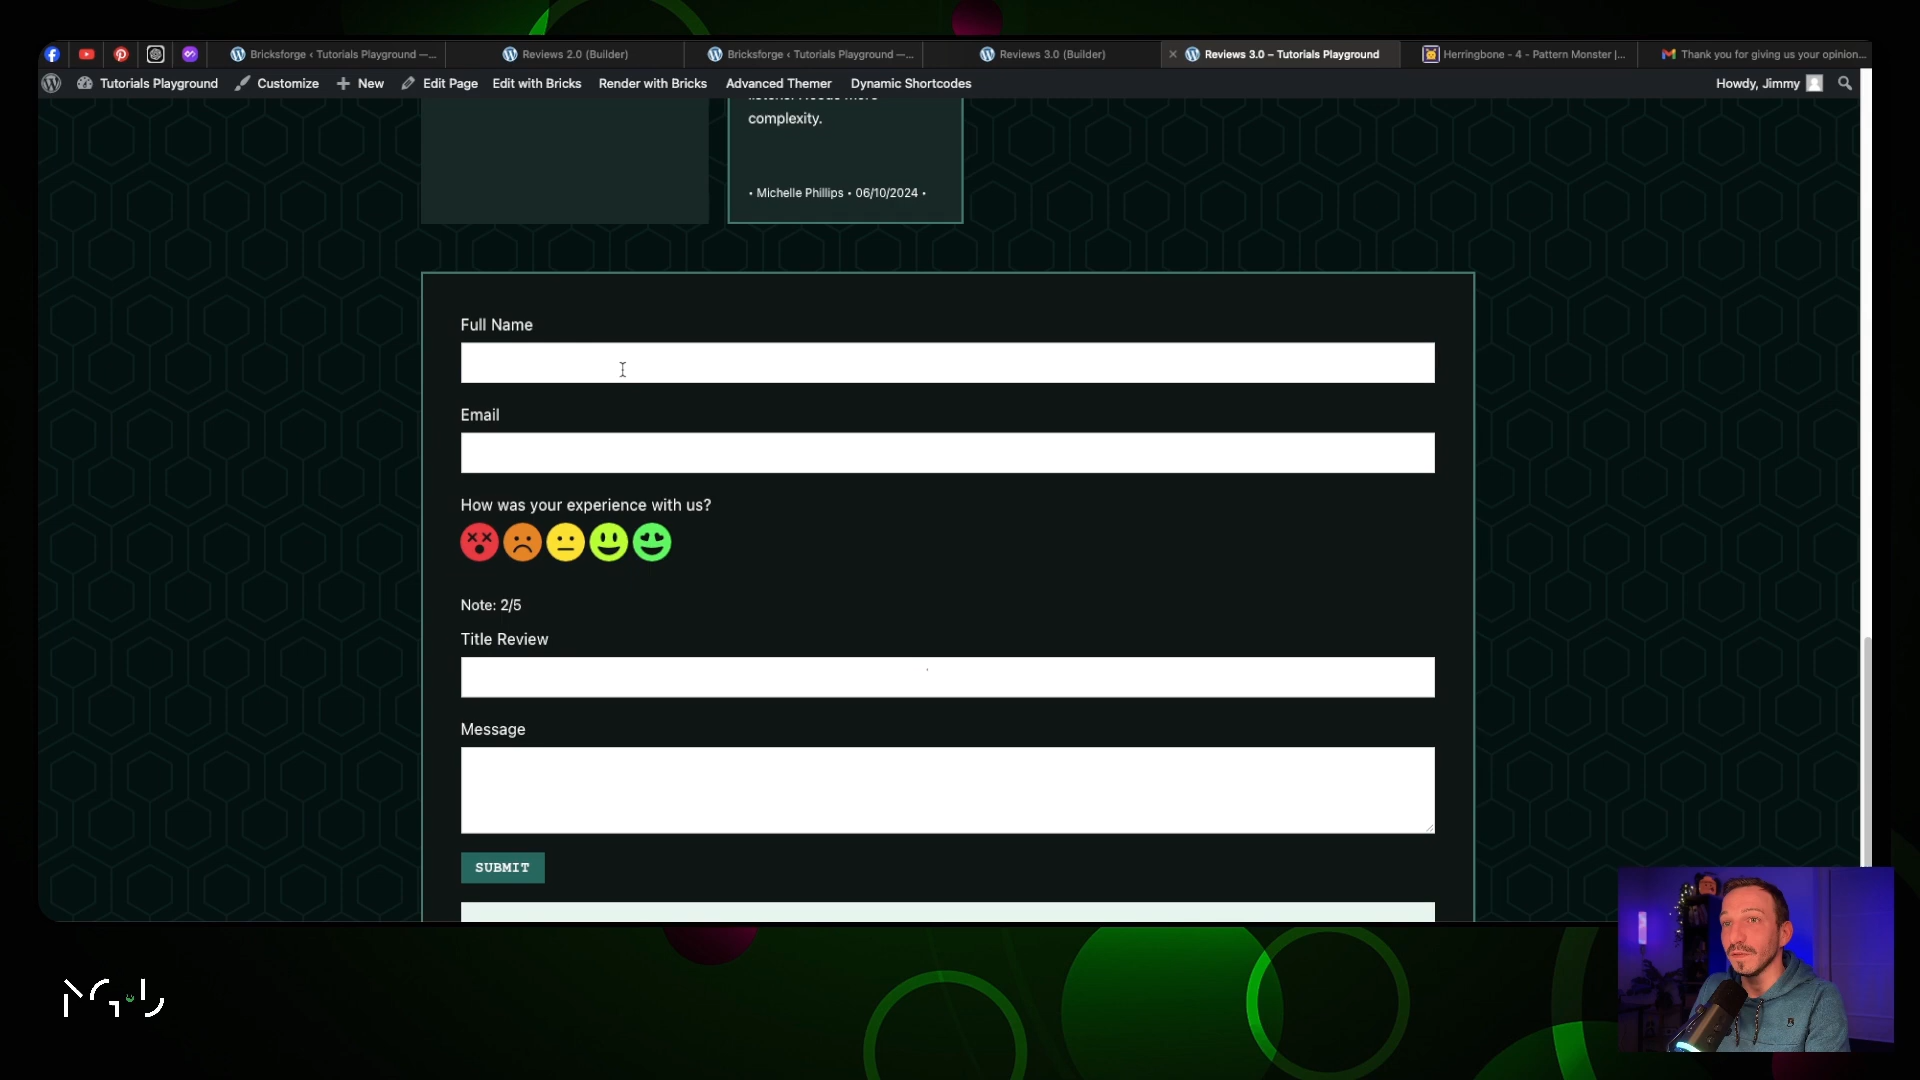 Bricksforge ‹ Tutorials Playground —...
Reviews 2.0 (Builder)
Bricksforge ‹ Tutorials Playground —...
Reviews 3.0 (Builder)
Reviews 3.0 – Tutorials Playground
Herringbone - 4 - Pattern Monster |...
Thank you for giving us your opinion...
Tutorials Playground
Customize
New
Edit Page
Edit with Bricks
Render with Bricks
Advanced Themer
Dynamic Shortcodes
Howdy, Jimmy
complexity.
• Michelle Phillips • 06/10/2024 •
Full Name
Email
How was your experience with us?
Note: 2/5
Title Review
Message
SUBMIT